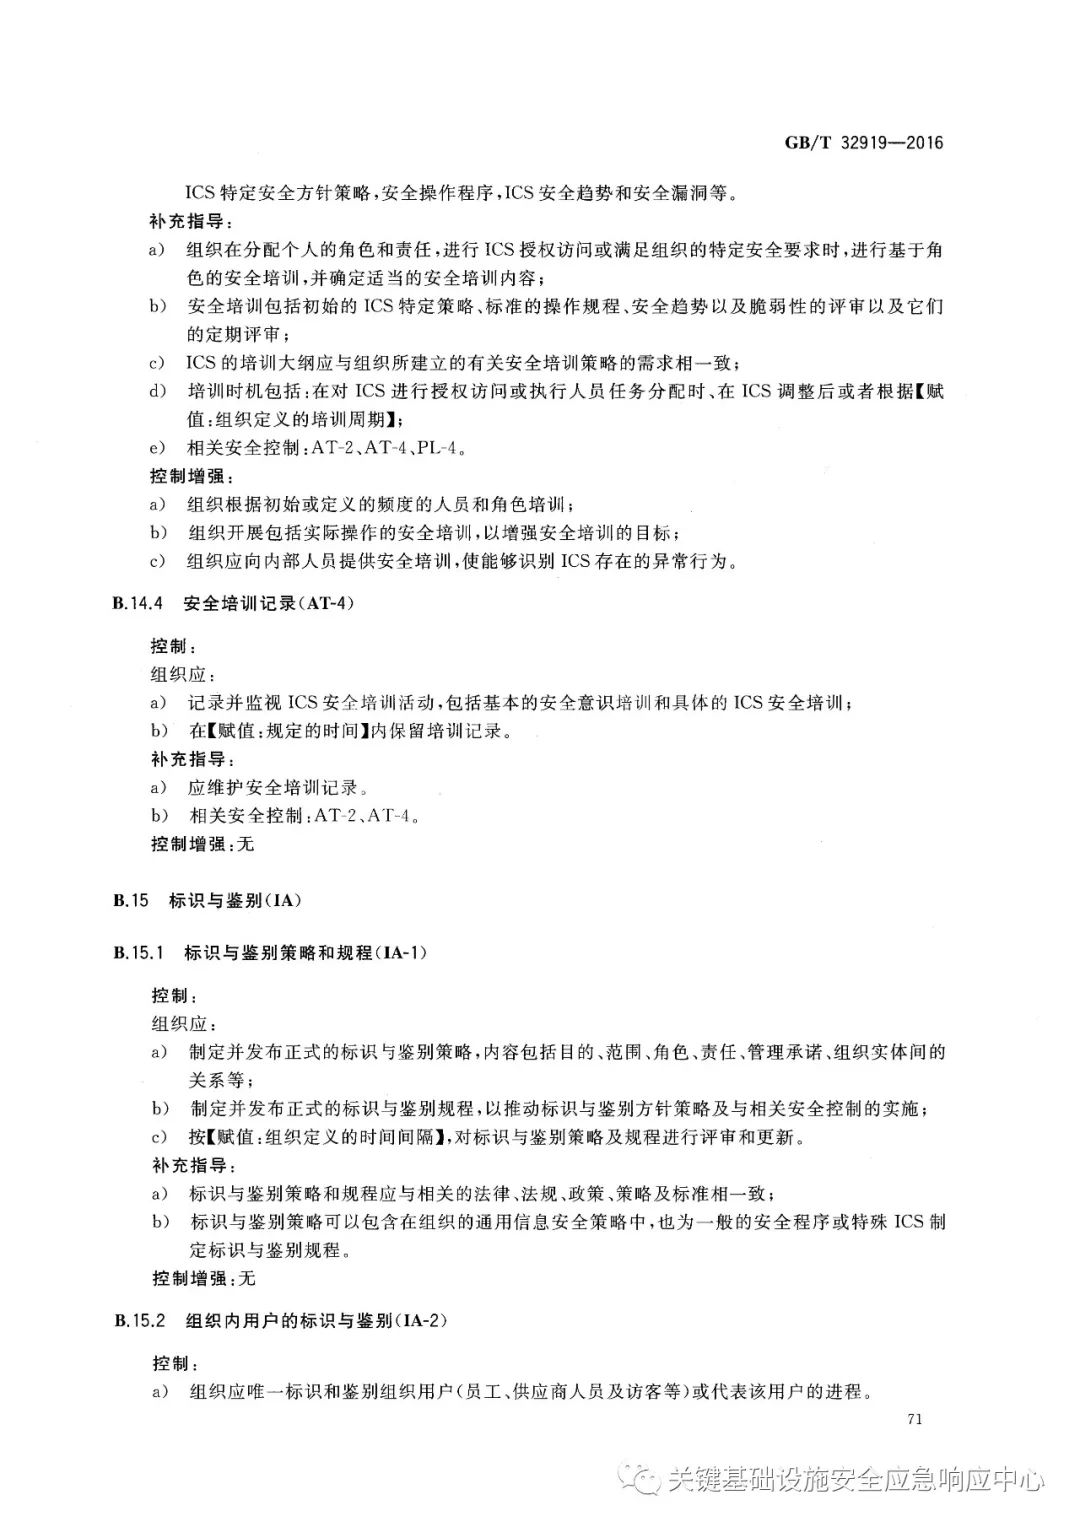 GB/T 32919—2016
ICS特定安全方针策略,安全操作程序,ICS安全趋势和安全漏洞等。
补充指导:
a) 组织在分配个人的角色和责任,进行ICS授权访问或满足组织的特定安全要求时,进行基于角
色的安全培训,并确定适当的安全培训内容;
b) 安全培训包括初始的ICS特定策略、标准的操作规程、安全趋势以及脆弱性的评审以及它们
的定期评审;
c) ICS的培训大纲应与组织所建立的有关安全培训策略的需求相一致;
d) 培训时机包括:在对ICS进行授权访问或执行人员任务分配时、在ICS调整后或者根据【赋
值:组织定义的培训周期】;
e) 相关安全控制:AT-2、AT-4、PL-4。
控制增强:
a) 组织根据初始或定义的频度的人员和角色培训;
b) 组织开展包括实际操作的安全培训,以增强安全培训的目标;
c) 组织应向内部人员提供安全培训,使能够识别ICS存在的异常行为。
B.14.4 安全培训记录(AT-4)
控制:
组织应:
a) 记录并监视ICS安全培训活动,包括基本的安全意识培训和具体的ICS安全培训;
b) 在【赋值:规定的时间】内保留培训记录。
补充指导:
a) 应维护安全培训记录。
b) 相关安全控制:AT-2、AT-4。
控制增强:无
B.15 标识与鉴别(IA)
B.15.1 标识与鉴别策略和规程(IA-1)
控制:
组织应:
a) 制定并发布正式的标识与鉴别策略,内容包括目的、范围、角色、责任、管理承诺、组织实体间的
关系等;
b) 制定并发布正式的标识与鉴别规程,以推动标识与鉴别方针策略及与相关安全控制的实施;
c) 按【赋值:组织定义的时间间隔】,对标识与鉴别策略及规程进行评审和更新。
补充指导:
a) 标识与鉴别策略和规程应与相关的法律、法规、政策、策略及标准相一致;
b) 标识与鉴别策略可以包含在组织的通用信息安全策略中,也为一般的安全程序或特殊ICS制
定标识与鉴别规程。
控制增强:无
B.15.2 组织内用户的标识与鉴别(IA-2)
控制:
a) 组织应唯一标识和鉴别组织用户(员工、供应商人员及访客等)或代表该用户的进程。
71
关键基础设施安全应急响应中心